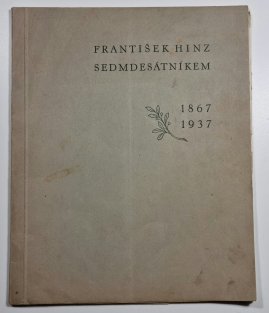 FRANTIŠEK HINZ
SEDMDESÁTNÍKEM
1867
1937